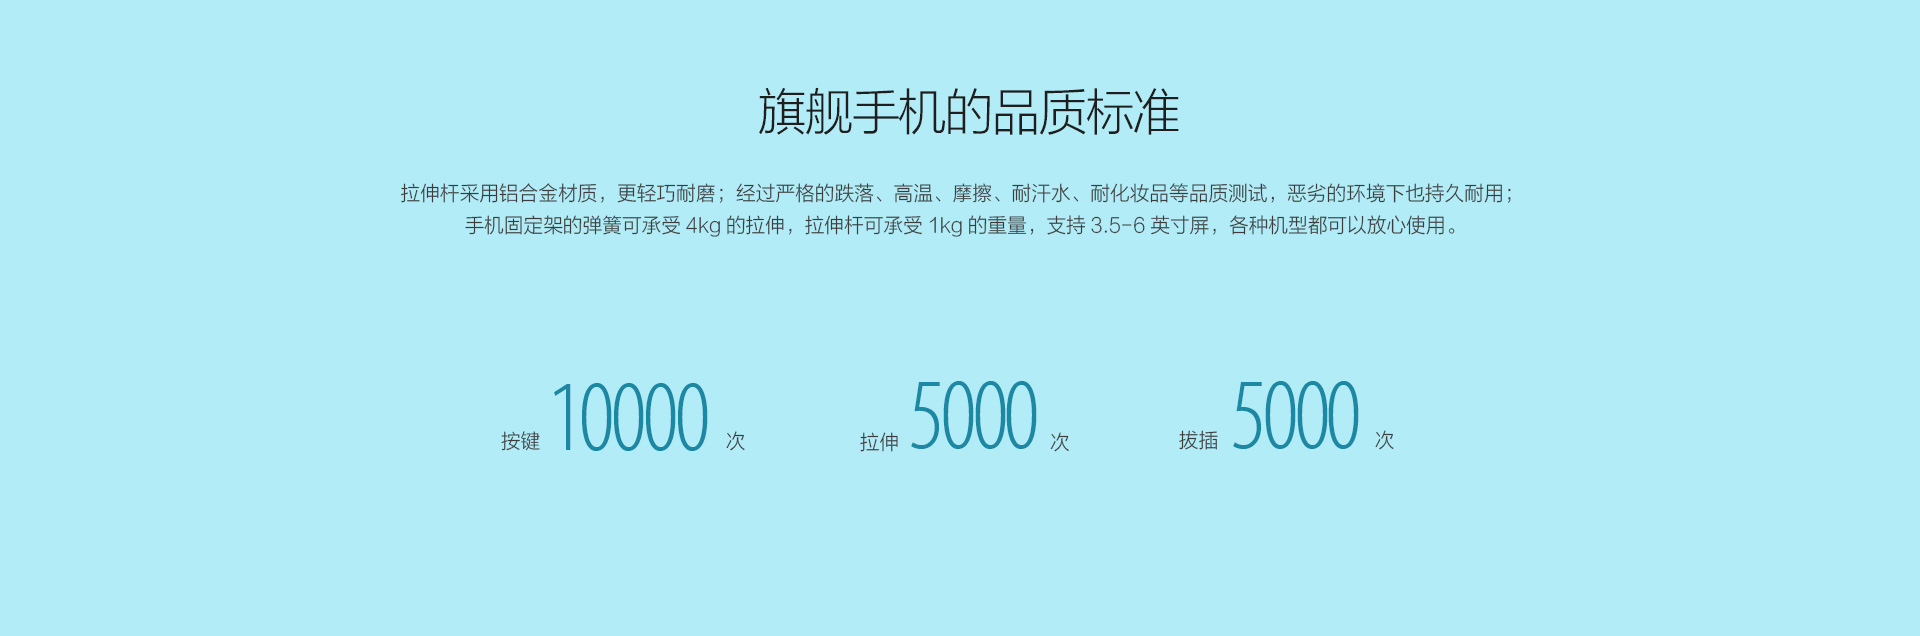 旗舰手机的品质标准
拉伸杆采用铝合金材质，更轻巧耐磨；经过严格的跌落、高温、摩擦、耐汗水、耐化妆品等品质测试，恶劣的环境下也持久耐用；
手机固定架的弹簧可承受 4kg 的拉伸，拉伸杆可承受 1kg 的重量，支持 3.5-6 英寸屏，各种机型都可以放心使用。
按键 10000 次
拉伸 5000 次
拔插 5000 次